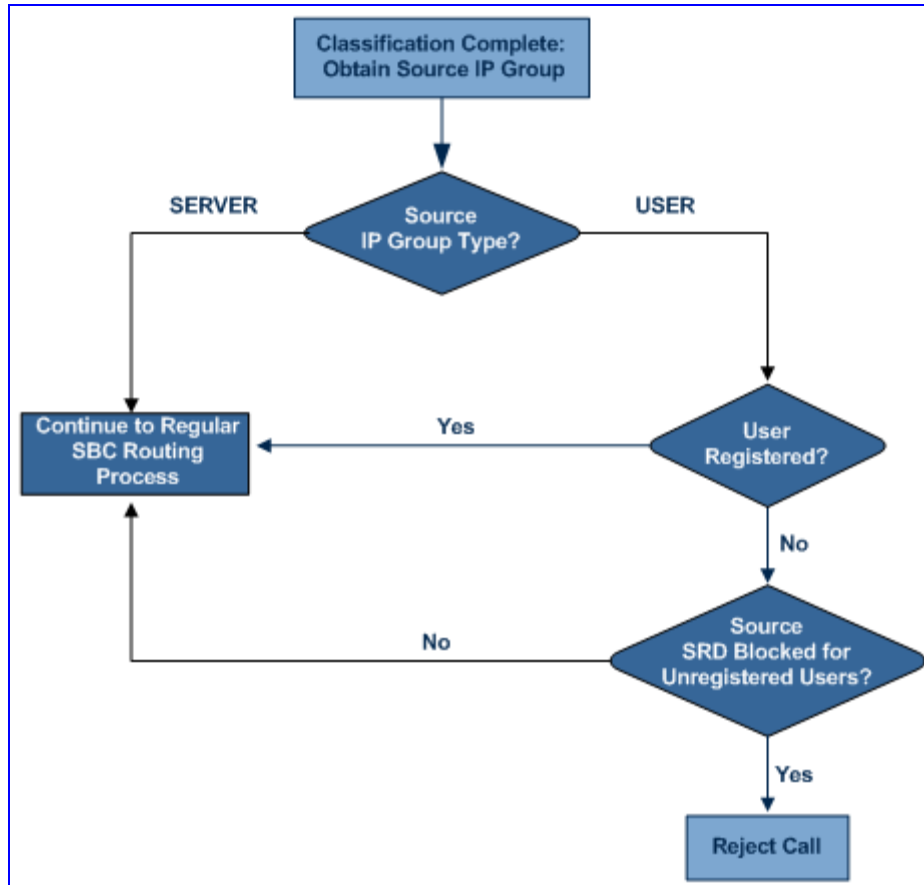 Classification Complete:
Obtain Source IP Group
SERVER
USER
Source
IP Group Type?
Continue to Regular
SBC Routing
Process
Yes
User
Registered?
No
No
Source
SRD Blocked for
Unregistered Users?
Yes
Reject Call